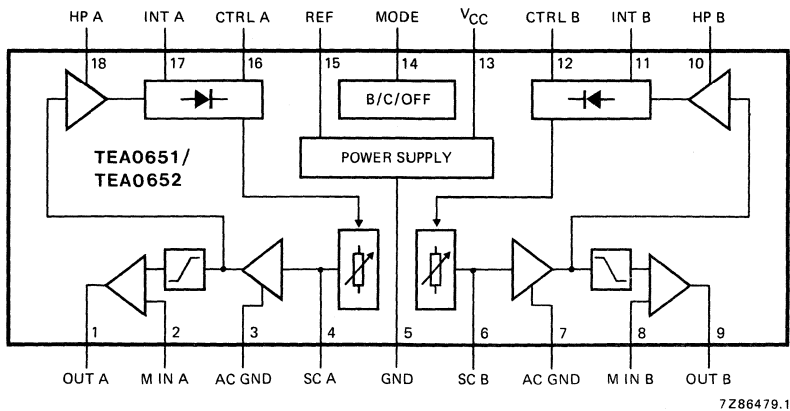 HP A INT A CTRL A REF MODE VCC CTRL B INT B HP B
18 17 16 15 14 13 12 11 10
B/C/OFF
TEA0651/
TEA0652
POWER SUPPLY
1 2 3 4 5 6 7 8 9
OUT A M IN A AC GND SC A GND SC B AC GND M IN B OUT B
7Z86479.1